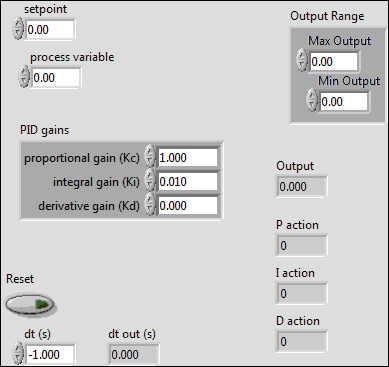 setpoint
0.00
process variable
0.00
Output Range
Max Output
0.00
Min Output
0.00
PID gains
proportional gain (Kc) 1.000
integral gain (Ki) 0.010
derivative gain (Kd) 0.000
Output
0.000
P action
0
I action
0
D action
0
Reset
dt (s)
-1.000
dt out (s)
0.000